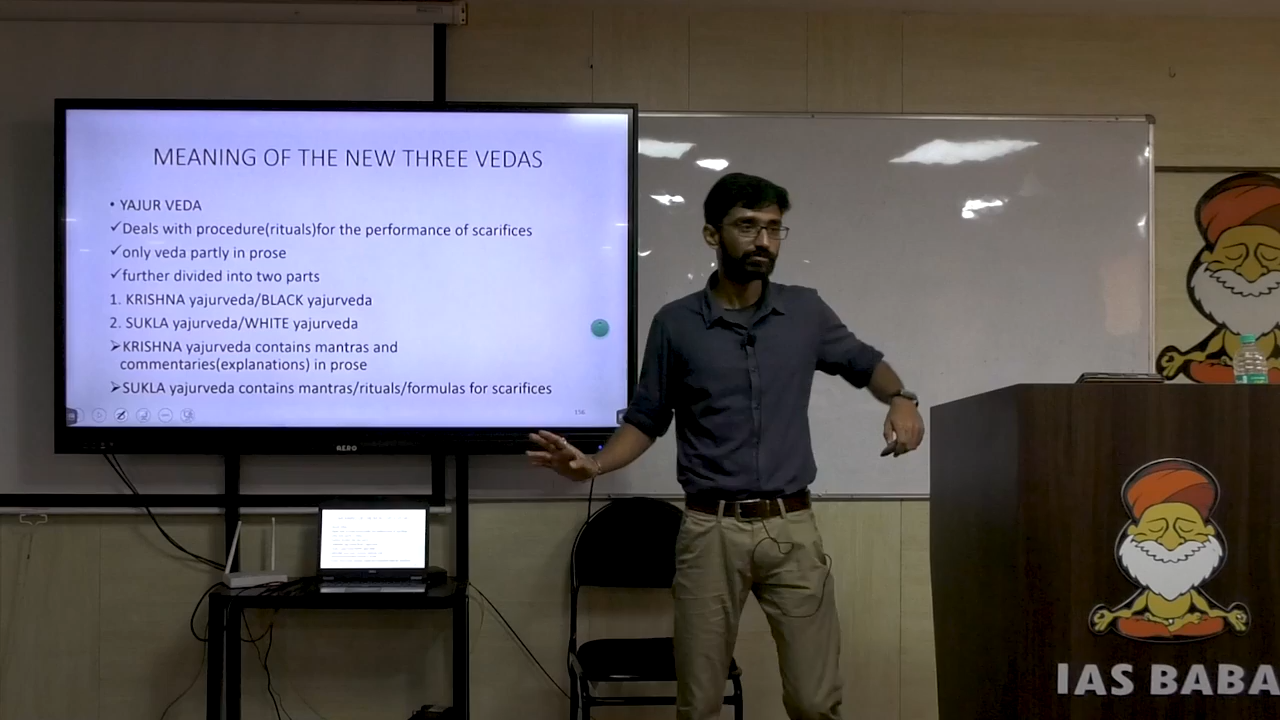 MEANING OF THE NEW THREE VEDAS
• YAJUR VEDA
✓Deals with procedure(rituals)for the performance of scarifices
✓only veda partly in prose
✓further divided into two parts
1. KRISHNA yajurveda/BLACK yajurveda
2. SUKLA yajurveda/WHITE yajurveda
➤KRISHNA yajurveda contains mantras and
commentaries(explanations) in prose
➤SUKLA yajurveda contains mantras/rituals/formulas for scarifices
IAS BABA